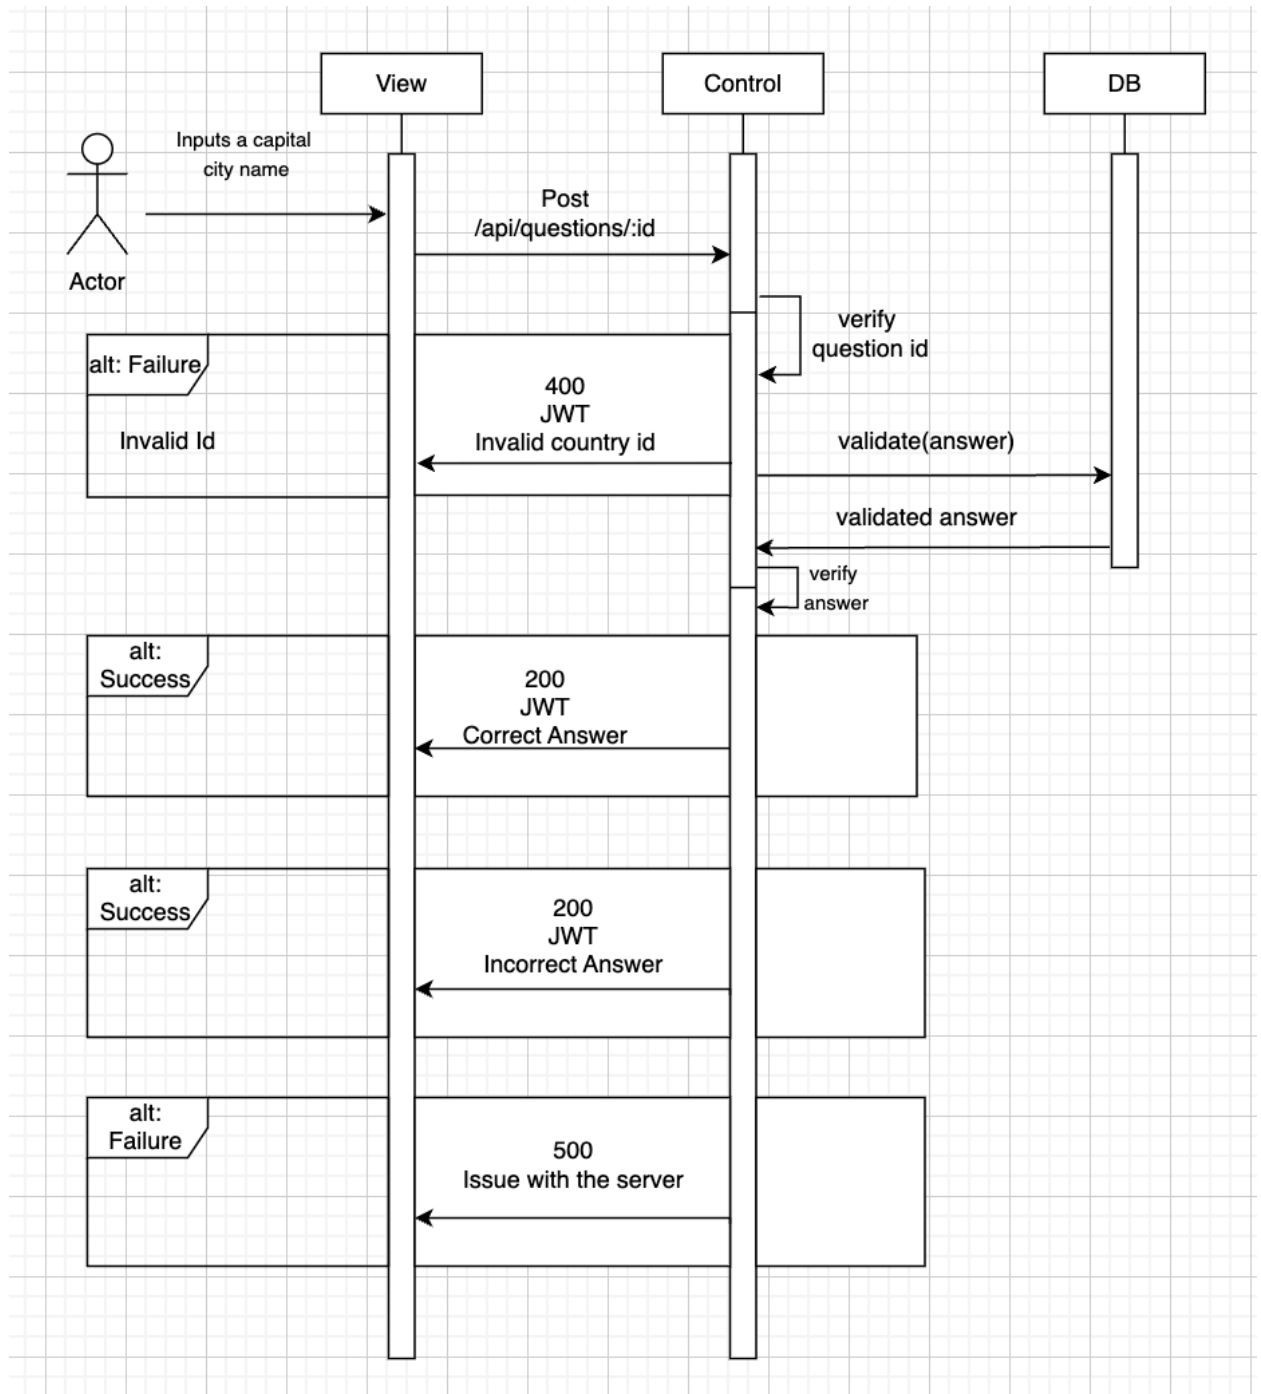 View
Control
DB
Inputs a capital
city name
Actor
Post
/api/questions/:id
verify
question id
alt: Failure
Invalid Id
400
JWT
Invalid country id
validate(answer)
validated answer
verify
answer
alt:
Success
200
JWT
Correct Answer
alt:
Success
200
JWT
Incorrect Answer
alt:
Failure
500
Issue with the server